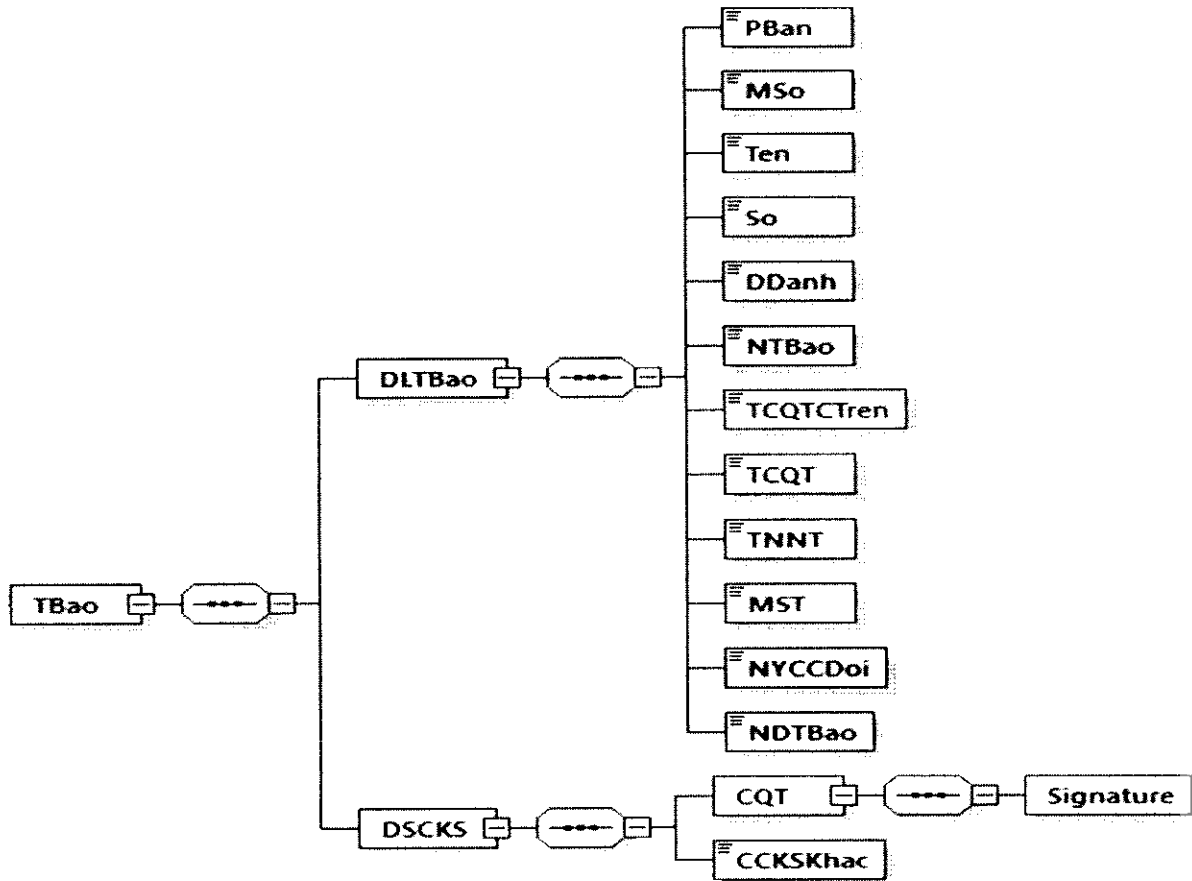 PBan
MSo
Ten
So
DDanh
NTBao
DLTBao
TCQTCTren
TCQT
TNNT
TBao
MST
NYCCDoi
NDTBao
CQT
Signature
DSCKS
CCKSKhac